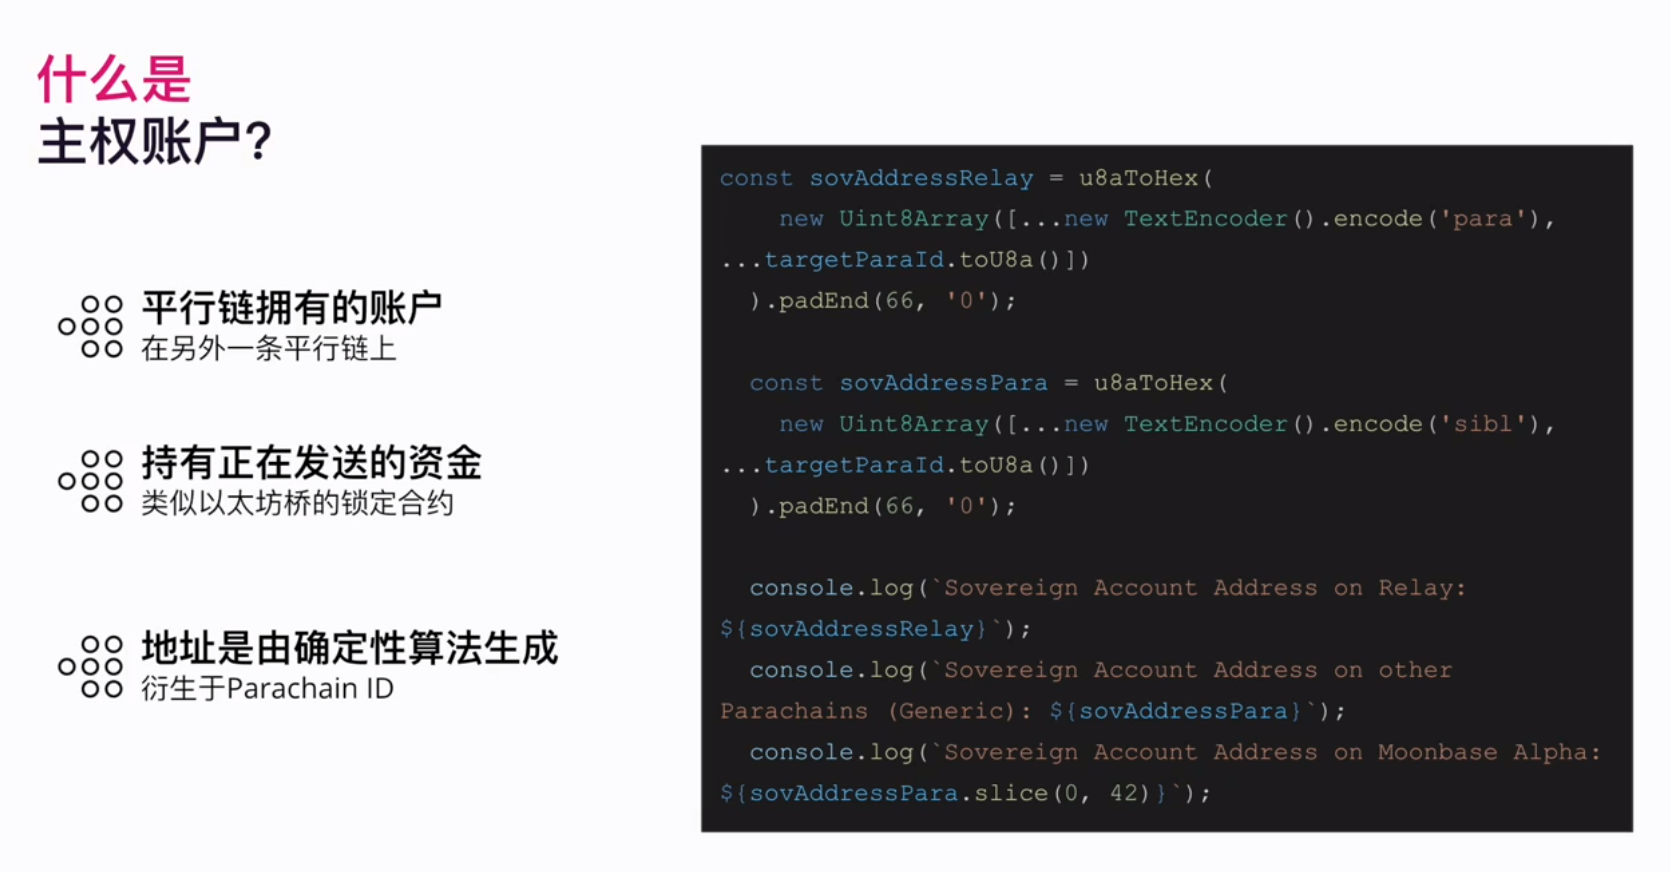 什么是
主权账户?
平行链拥有的账户
在另外一条平行链上
持有正在发送的资金
类似以太坊桥的锁定合约
地址是由确定性算法生成
衍生于Parachain ID
const sovAddressRelay = u8aToHex(
    new Uint8Array([...new TextEncoder().encode('para'),
...targetParaId.toU8a()])
  ).padEnd(66, '0');
  const sovAddressPara = u8aToHex(
    new Uint8Array([...new TextEncoder().encode('sibl'),
...targetParaId.toU8a()])
  ).padEnd(66, '0');
  console.log(`Sovereign Account Address on Relay:
${sovAddressRelay}`);
  console.log(`Sovereign Account Address on other
Parachains (Generic): ${sovAddressPara}`);
  console.log(`Sovereign Account Address on Moonbase Alpha:
${sovAddressPara.slice(0, 42)}`);